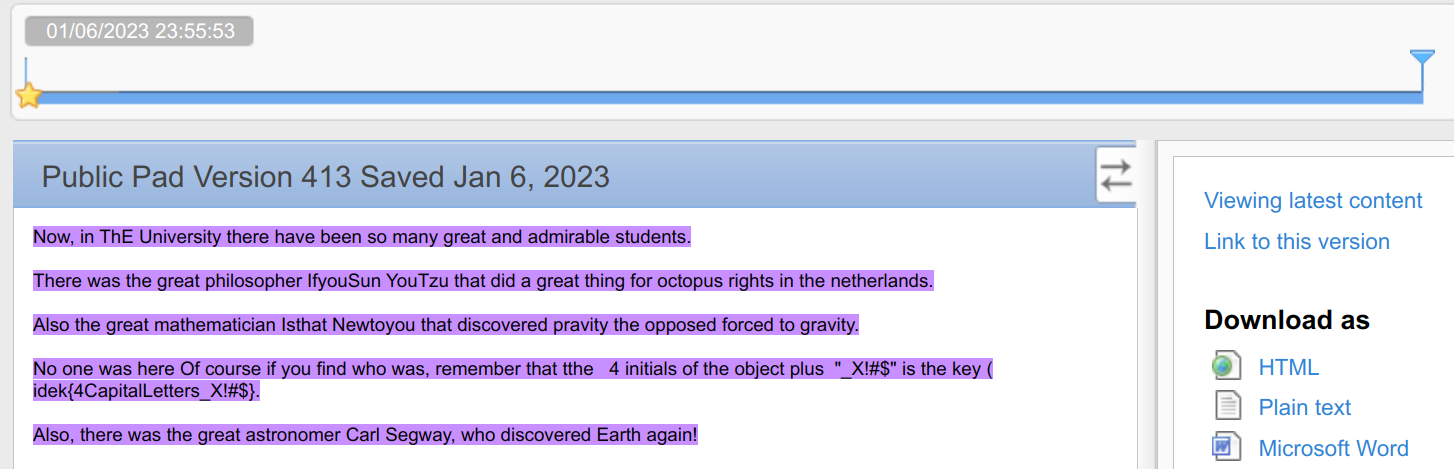 01/06/2023 23:55:53
Public Pad Version 413 Saved Jan 6, 2023
Now, in ThE University there have been so many great and admirable students.
There was the great philosopher IfyouSun YouTzu that did a great thing for octopus rights in the netherlands.
Also the great mathematician Isthat Newtoyou that discovered pravity the opposed forced to gravity.
No one was here Of course if you find who was, remember that tthe   4 initials of the object plus  "_X!#$" is the key (
idek{4CapitalLetters_X!#$}.
Also, there was the great astronomer Carl Segway, who discovered Earth again!
Viewing latest content
Link to this version
Download as
HTML
Plain text
Microsoft Word